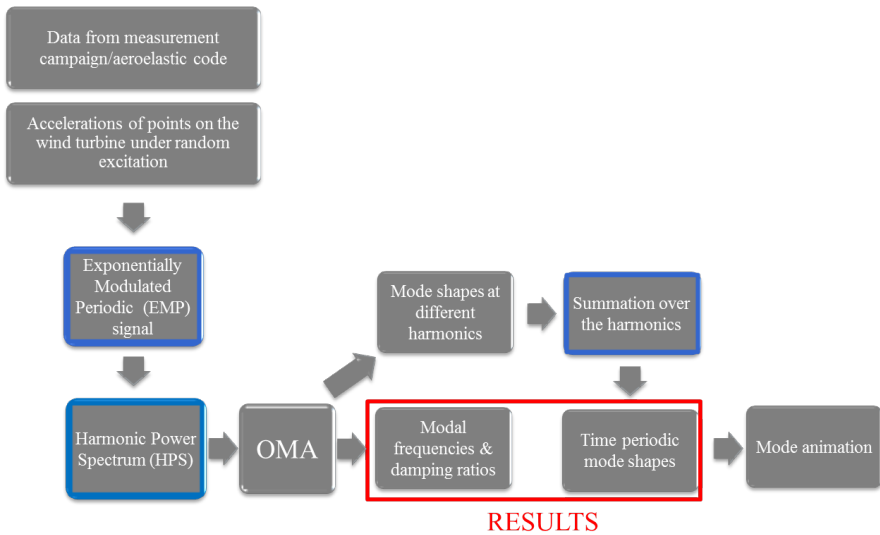 Data from measurement
campaign/aeroelastic code
Accelerations of points on the
wind turbine under random
excitation
Exponentially
Modulated
Periodic (EMP)
signal
Mode shapes at
different
harmonics
Summation over
the harmonics
Harmonic Power
Spectrum (HPS)
OMA
Modal
frequencies &
damping ratios
Time periodic
mode shapes
Mode animation
RESULTS